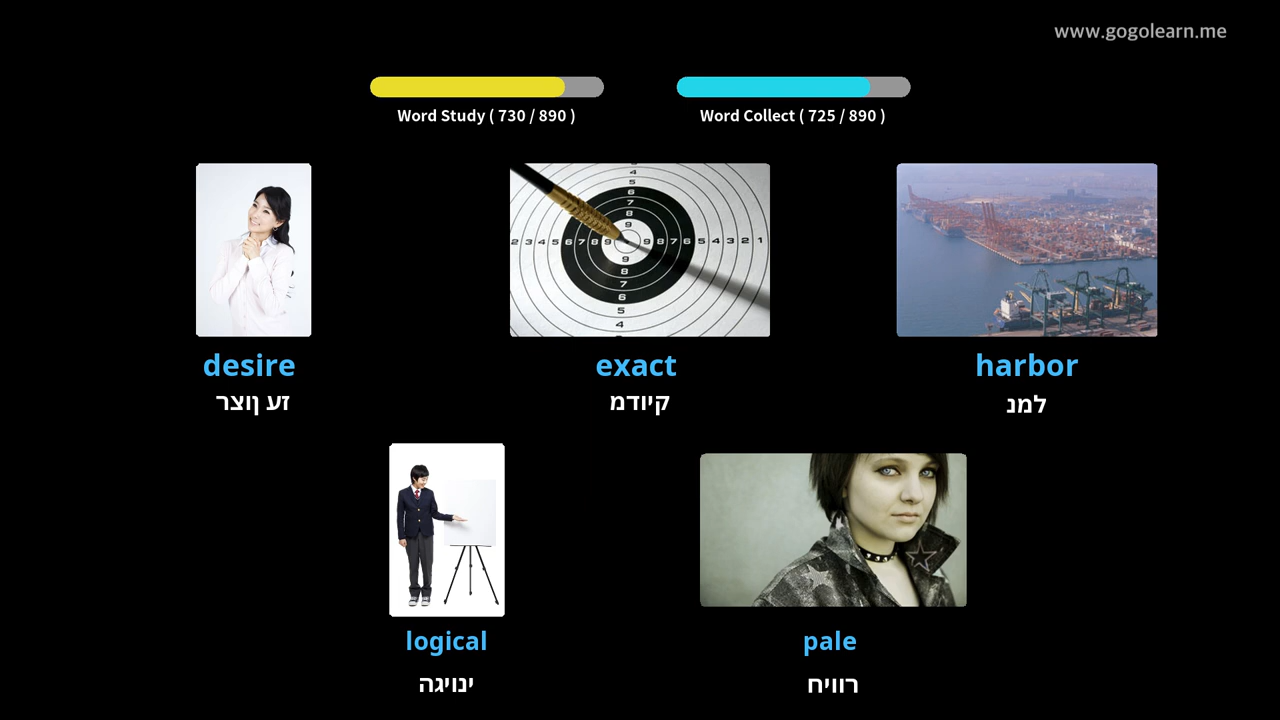 www.gogolearn.me
Word Study ( 730 / 890 )
Word Collect ( 725 / 890 )
desire
זע ןוצר
exact
קיודמ
harbor
למנ
logical
ינויגה
pale
רוויח